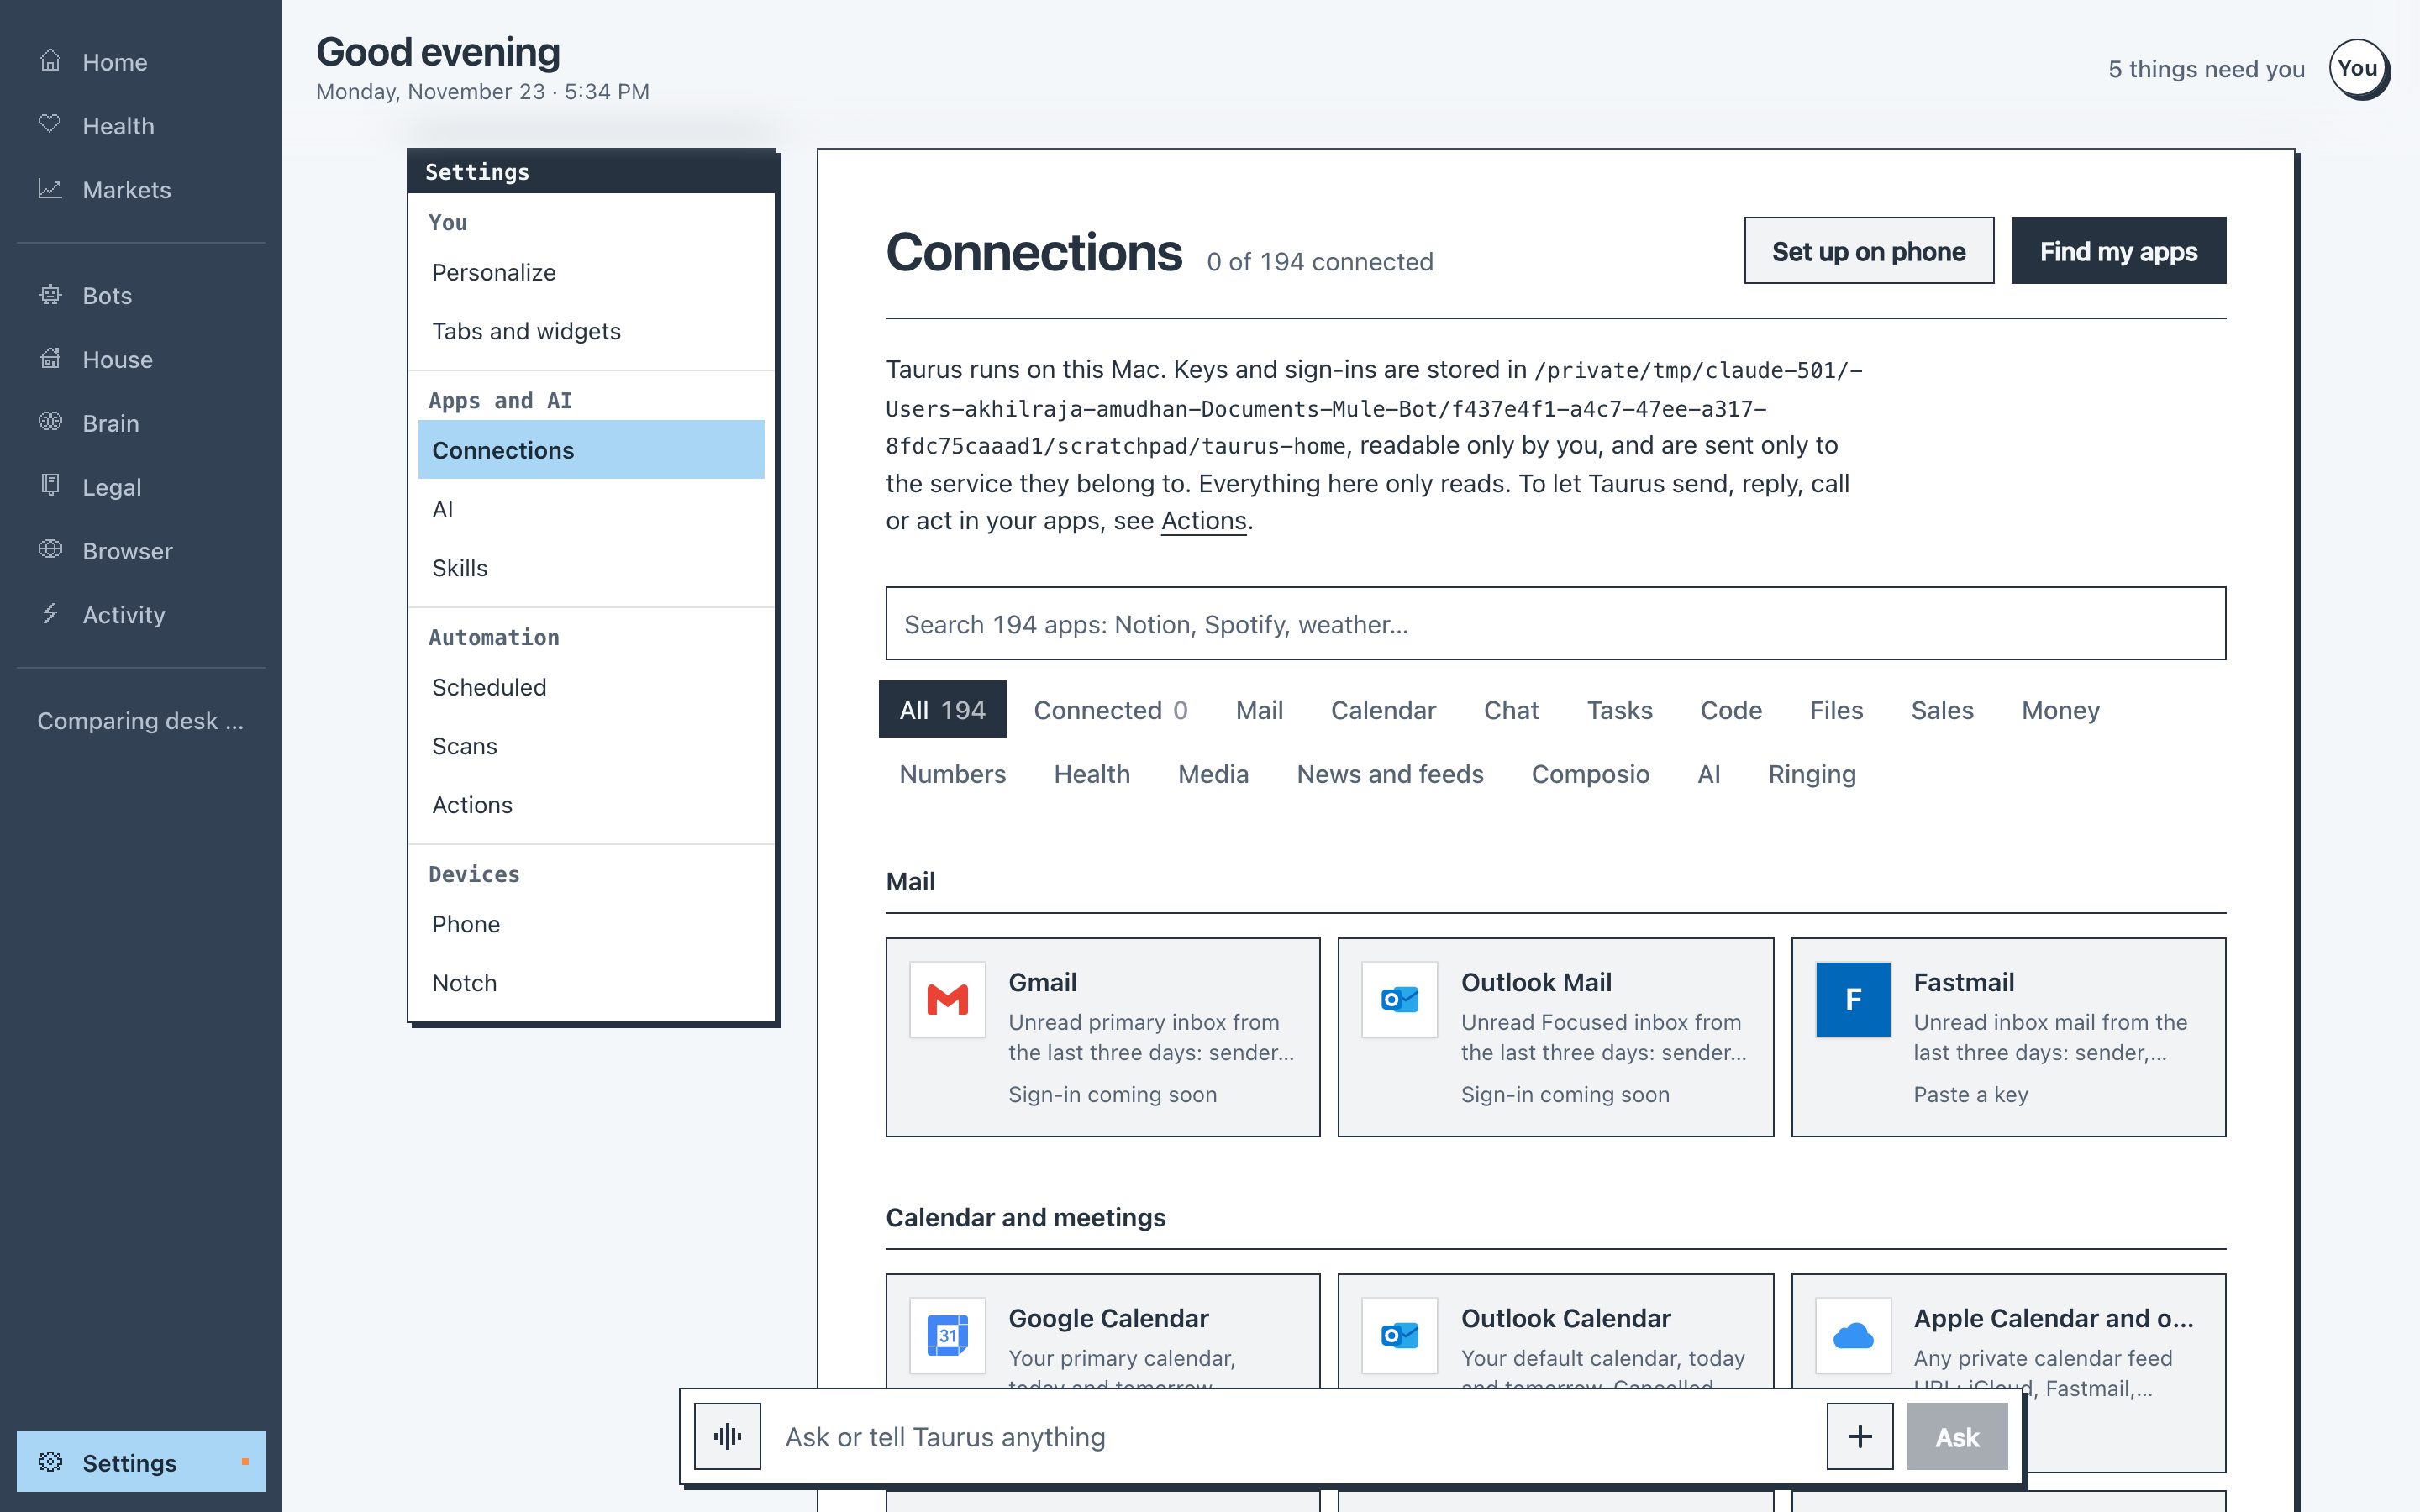 Home
Health
Markets
Bots
House
Brain
Legal
Browser
Activity
Comparing desk ...
Settings
Good evening
Monday, November 23 · 5:34 PM
5 things need you
You
Settings
You
Personalize
Tabs and widgets
Apps and AI
Connections
AI
Skills
Automation
Scheduled
Scans
Actions
Devices
Phone
Notch
Connections 0 of 194 connected
Set up on phone
Find my apps
Taurus runs on this Mac. Keys and sign-ins are stored in /private/tmp/claude-501/-
Users-akhilraja-amudhan-Documents-Mule-Bot/f437e4f1-a4c7-47ee-a317-
8fdc75caaad1/scratchpad/taurus-home, readable only by you, and are sent only to
the service they belong to. Everything here only reads. To let Taurus send, reply, call
or act in your apps, see Actions.
Search 194 apps: Notion, Spotify, weather...
All 194 Connected 0 Mail Calendar Chat Tasks Code Files Sales Money
Numbers Health Media News and feeds Composio AI Ringing
Mail
Gmail
Unread primary inbox from
the last three days: sender...
Sign-in coming soon
Outlook Mail
Unread Focused inbox from
the last three days: sender...
Sign-in coming soon
F
Fastmail
Unread inbox mail from the
last three days: sender,...
Paste a key
Calendar and meetings
31
Google Calendar
Your primary calendar,
today and tomorrow
Outlook Calendar
Your default calendar, today
and tomorrow. Cancelled
Apple Calendar and o...
Any private calendar feed
URL: iCloud, Fastmail,...
Ask or tell Taurus anything
+
Ask